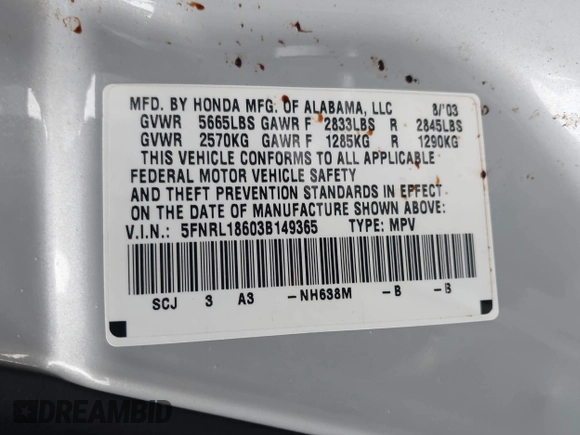 MFD. BY HONDA MFG. OF ALABAMA, LLC 8/'03
GVWR 5665LBS GAWR F 2833LBS R 2845LBS
GVWR 2570KG GAWR F 1285KG R 1290KG
THIS VEHICLE CONFORMS TO ALL APPLICABLE
FEDERAL MOTOR VEHICLE SAFETY
AND THEFT PREVENTION STANDARDS IN EFFECT
ON THE DATE OF MANUFACTURE SHOWN ABOVE:
V.I.N.: 5FNRL18603B149365 TYPE: MPV
SCJ 3 A3 -NH638M -B -B
DREAMBID